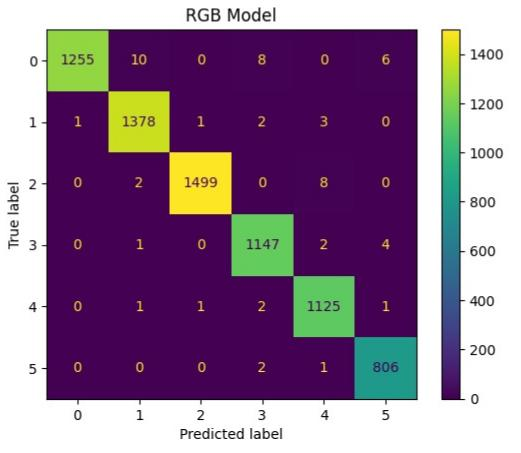 RGB Model
0 1255 10 0 8 0 6
1 1 1378 1 2 3 0
2 0 2 1499 0 8 0
3 0 1 0 1147 2 4
4 0 1 1 2 1125 1
5 0 0 0 2 1 806
0 1 2 3 4 5
True label
Predicted label
1400
1200
1000
800
600
400
200
0